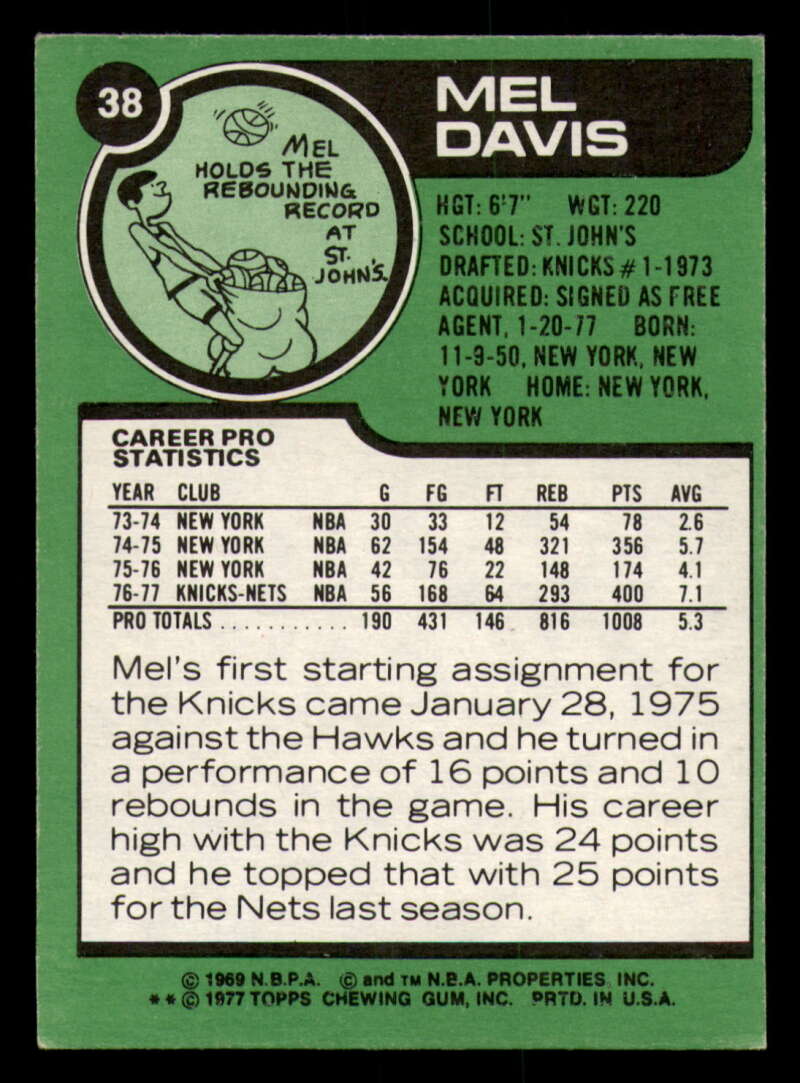 38
MEL
HOLDS THE
REBOUNDING
RECORD
AT
ST.
JOHN'S.
MEL
DAVIS
HGT: 6'7" WGT: 220
SCHOOL: ST. JOHN'S
DRAFTED: KNICKS #1-1973
ACQUIRED: SIGNED AS FREE
AGENT, 1-20-77 BORN:
11-9-50, NEW YORK, NEW
YORK HOME: NEW YORK,
NEW YORK
CAREER PRO
STATISTICS
YEAR CLUB G FG FT REB PTS AVG
73-74 NEW YORK NBA 30 33 12 54 78 2.6
74-75 NEW YORK NBA 62 154 48 321 356 5.7
75-76 NEW YORK NBA 42 76 22 148 174 4.1
76-77 KNICKS-NETS NBA 56 168 64 293 400 7.1
PRO TOTALS ........... 190 431 146 816 1008 5.3
Mel's first starting assignment for
the Knicks came January 28, 1975
against the Hawks and he turned in
a performance of 16 points and 10
rebounds in the game. His career
high with the Knicks was 24 points
and he topped that with 25 points
for the Nets last season.
© 1969 N.B.P.A. © and TM N.B.A. PROPERTIES, INC.
**© 1977 TOPPS CHEWING GUM, INC. PRTD. IN U.S.A.